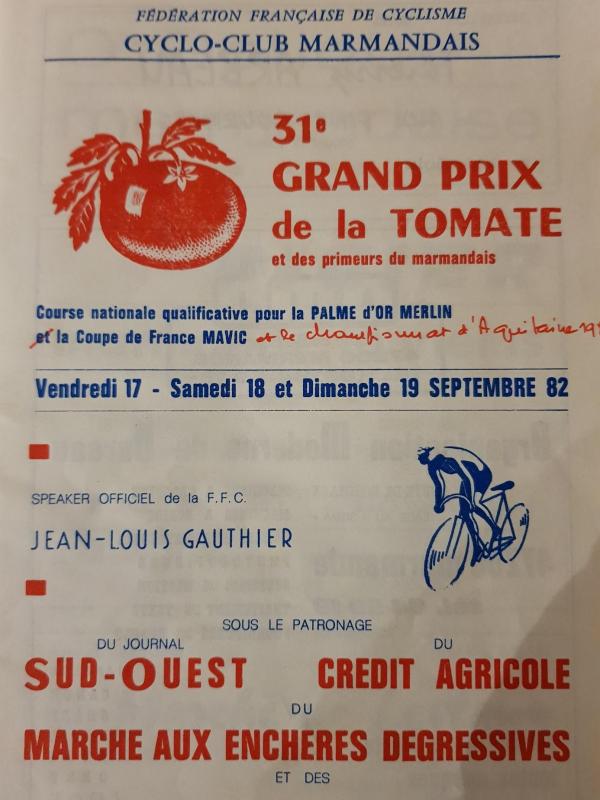 FÉDÉRATION FRANÇAISE DE CYCLISME
CYCLO-CLUB MARMANDAIS
31e
GRAND PRIX
de la TOMATE
et des primeurs du marmandais
Course nationale qualificative pour la PALME D'OR MERLIN
et la Coupe de France MAVIC et le championnat d'Aquitaine
Vendredi 17 - Samedi 18 et Dimanche 19 SEPTEMBRE 82
SPEAKER OFFICIEL de la F.F.C.
JEAN-LOUIS GAUTHIER
SOUS LE PATRONAGE
DU JOURNAL DU
SUD-OUEST CREDIT AGRICOLE
DU
MARCHE AUX ENCHERES DEGRESSIVES
ET DES